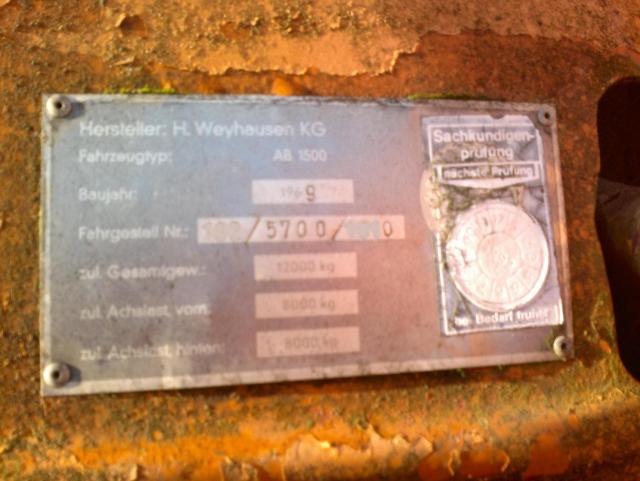 Hersteller: H. Weyhausen KG
Fahrzeugtyp: AB 1500
Baujahr: 1969
Fahrgestell Nr.: /5700/
zul. Gesamtgew.: 12000 kg
zul. Achslast, vorn: 8000 kg
zul. Achslast, hinten: 8000 kg
Sachkundigen-
prüfung
nächste Prüfung
bei Bedarf früher